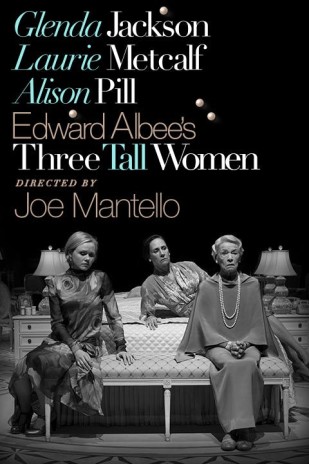 Glenda Jackson
Laurie Metcalf
Alison Pill
Edward Albee's
Three Tall Women
DIRECTED BY
Joe Mantello